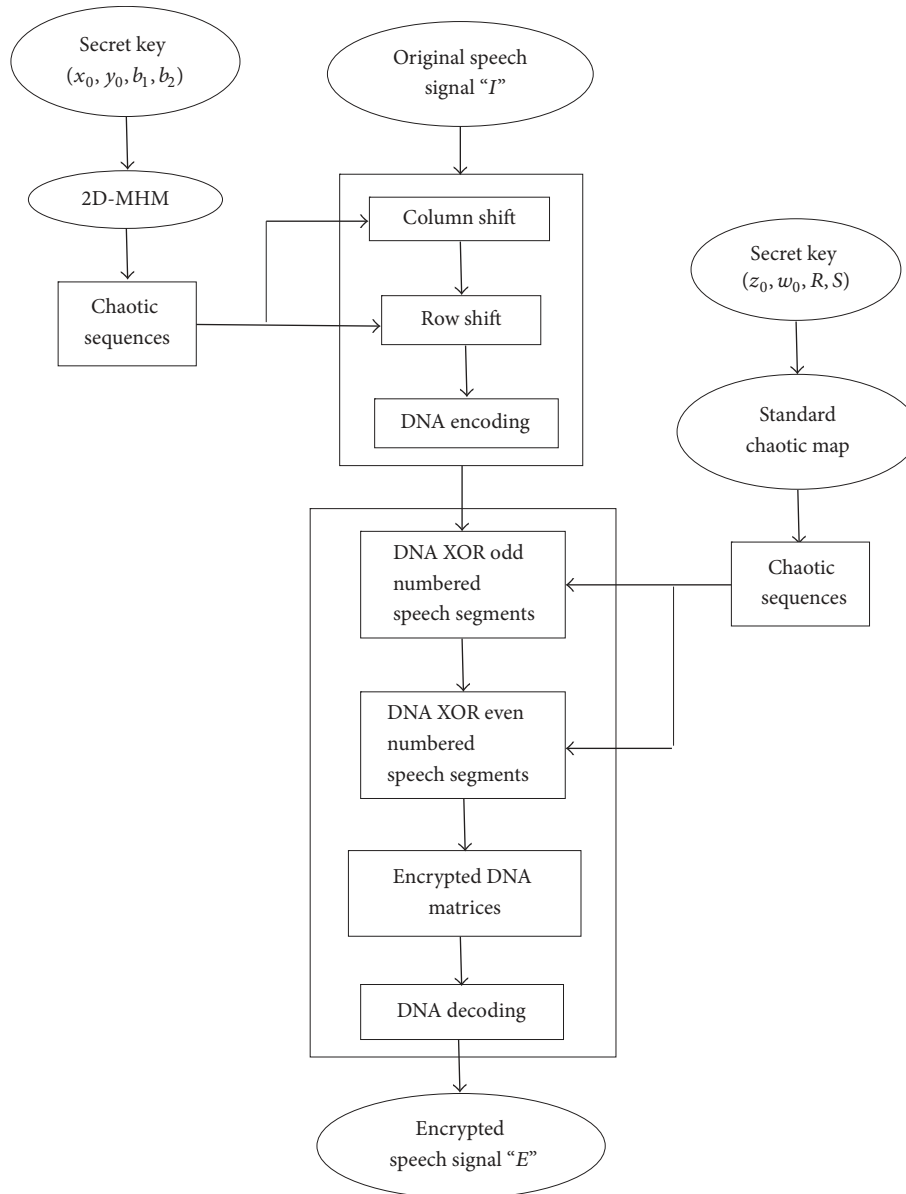 Secret key
(x₀, y₀, b₁, b₂)
Original speech
signal “I”
2D-MHM
Column shift
Chaotic
sequences
Row shift
DNA encoding
Secret key
(z₀, w₀, R, S)
Standard
chaotic map
DNA XOR odd
numbered
speech segments
Chaotic
sequences
DNA XOR even
numbered
speech segments
Encrypted DNA
matrices
DNA decoding
Encrypted
speech signal “E”